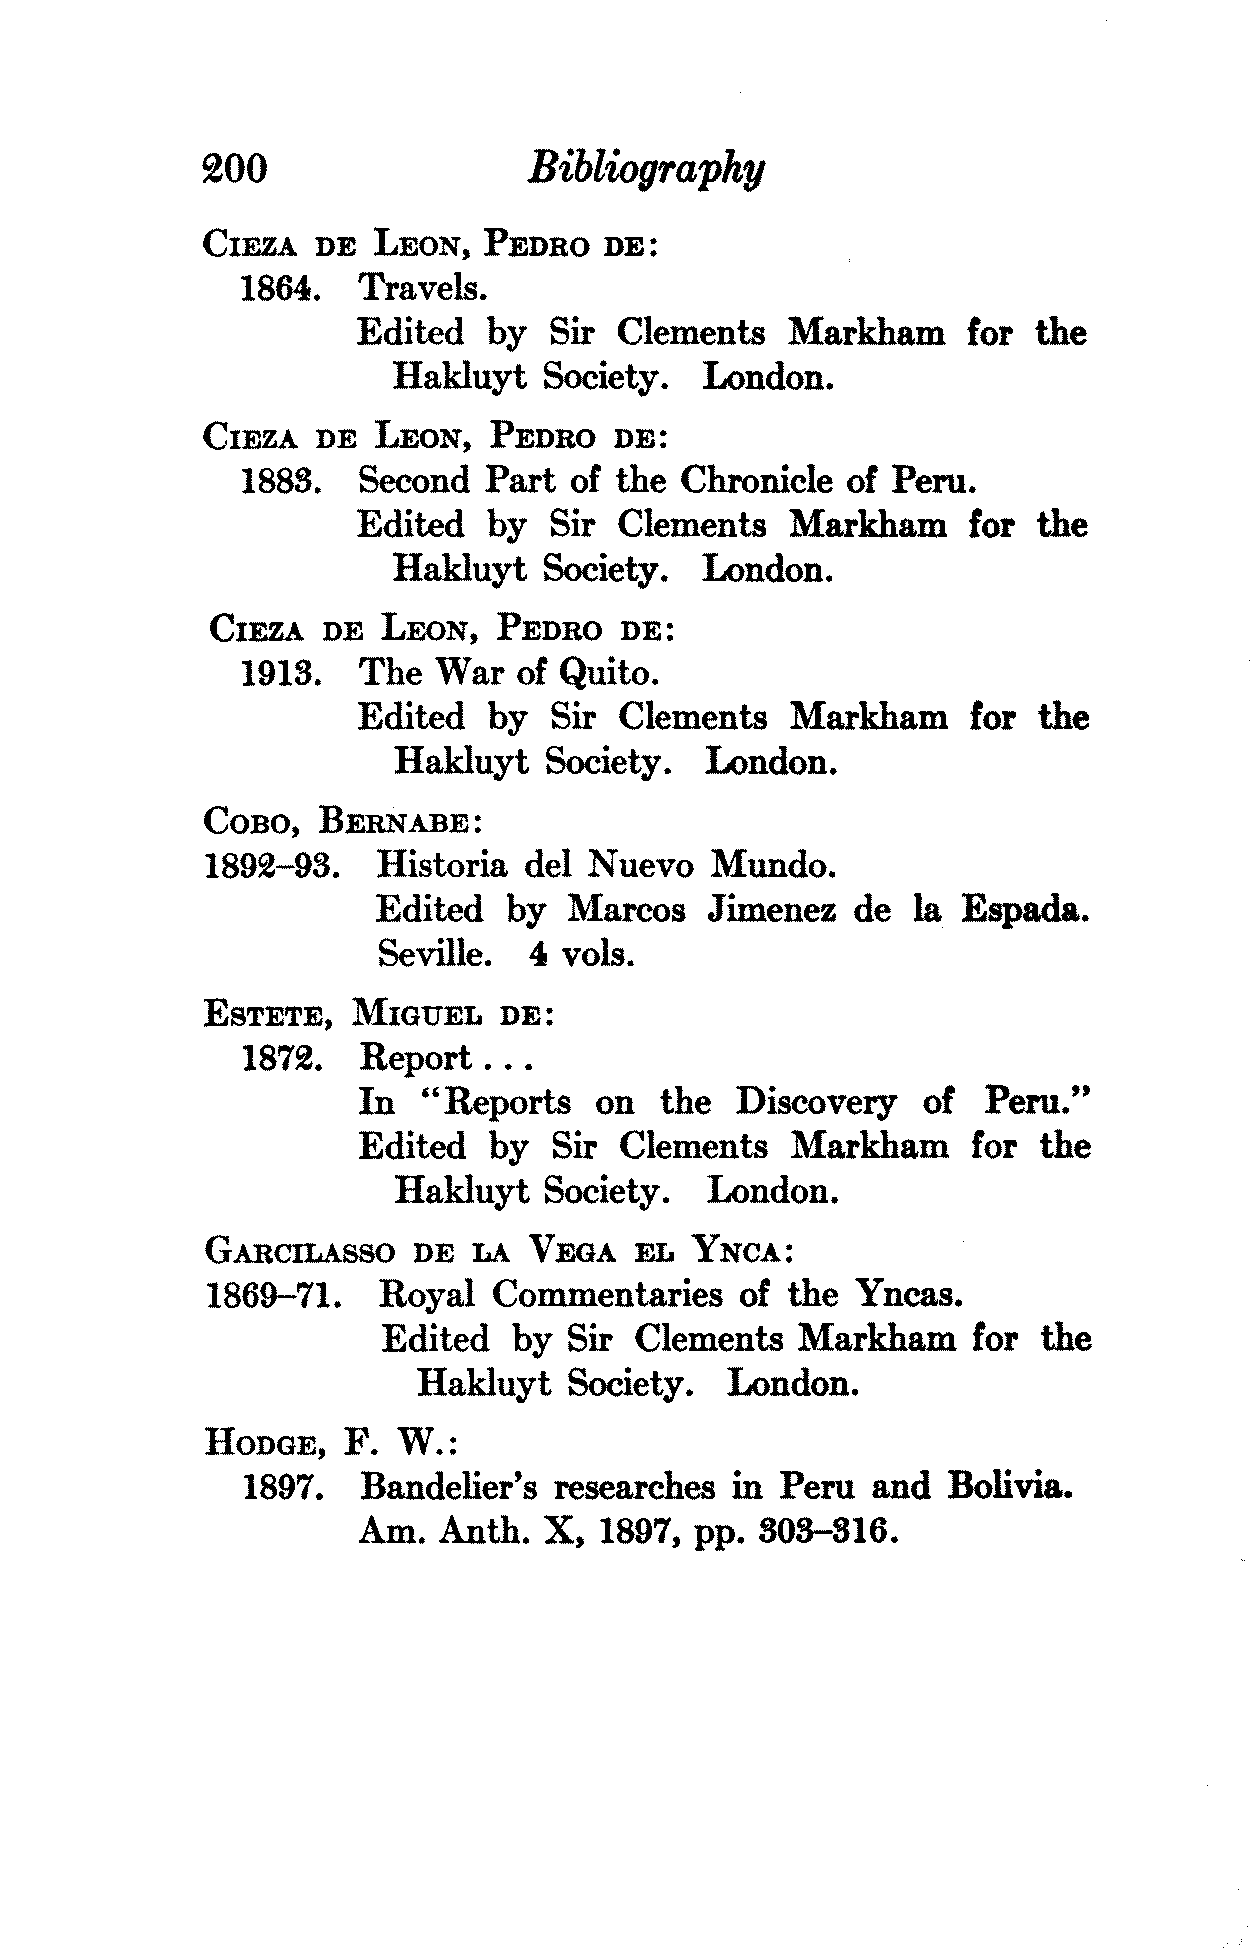 200 Bibliography
CIEZA DE LEON, PEDRO DE:
1864. Travels.
Edited by Sir Clements Markham for the
Hakluyt Society. London.
CIEZA DE LEON, PEDRO DE:
1883. Second Part of the Chronicle of Peru.
Edited by Sir Clements Markham for the
Hakluyt Society. London.
CIEZA DE LEON, PEDRO DE:
1913. The War of Quito.
Edited by Sir Clements Markham for the
Hakluyt Society. London.
COBO, BERNABE:
1892–93. Historia del Nuevo Mundo.
Edited by Marcos Jimenez de la Espada.
Seville. 4 vols.
ESTETE, MIGUEL DE:
1872. Report . . .
In "Reports on the Discovery of Peru."
Edited by Sir Clements Markham for the
Hakluyt Society. London.
GARCILASSO DE LA VEGA EL YNCA:
1869–71. Royal Commentaries of the Yncas.
Edited by Sir Clements Markham for the
Hakluyt Society. London.
HODGE, F. W.:
1897. Bandelier's researches in Peru and Bolivia.
Am. Anth. X, 1897, pp. 303–316.